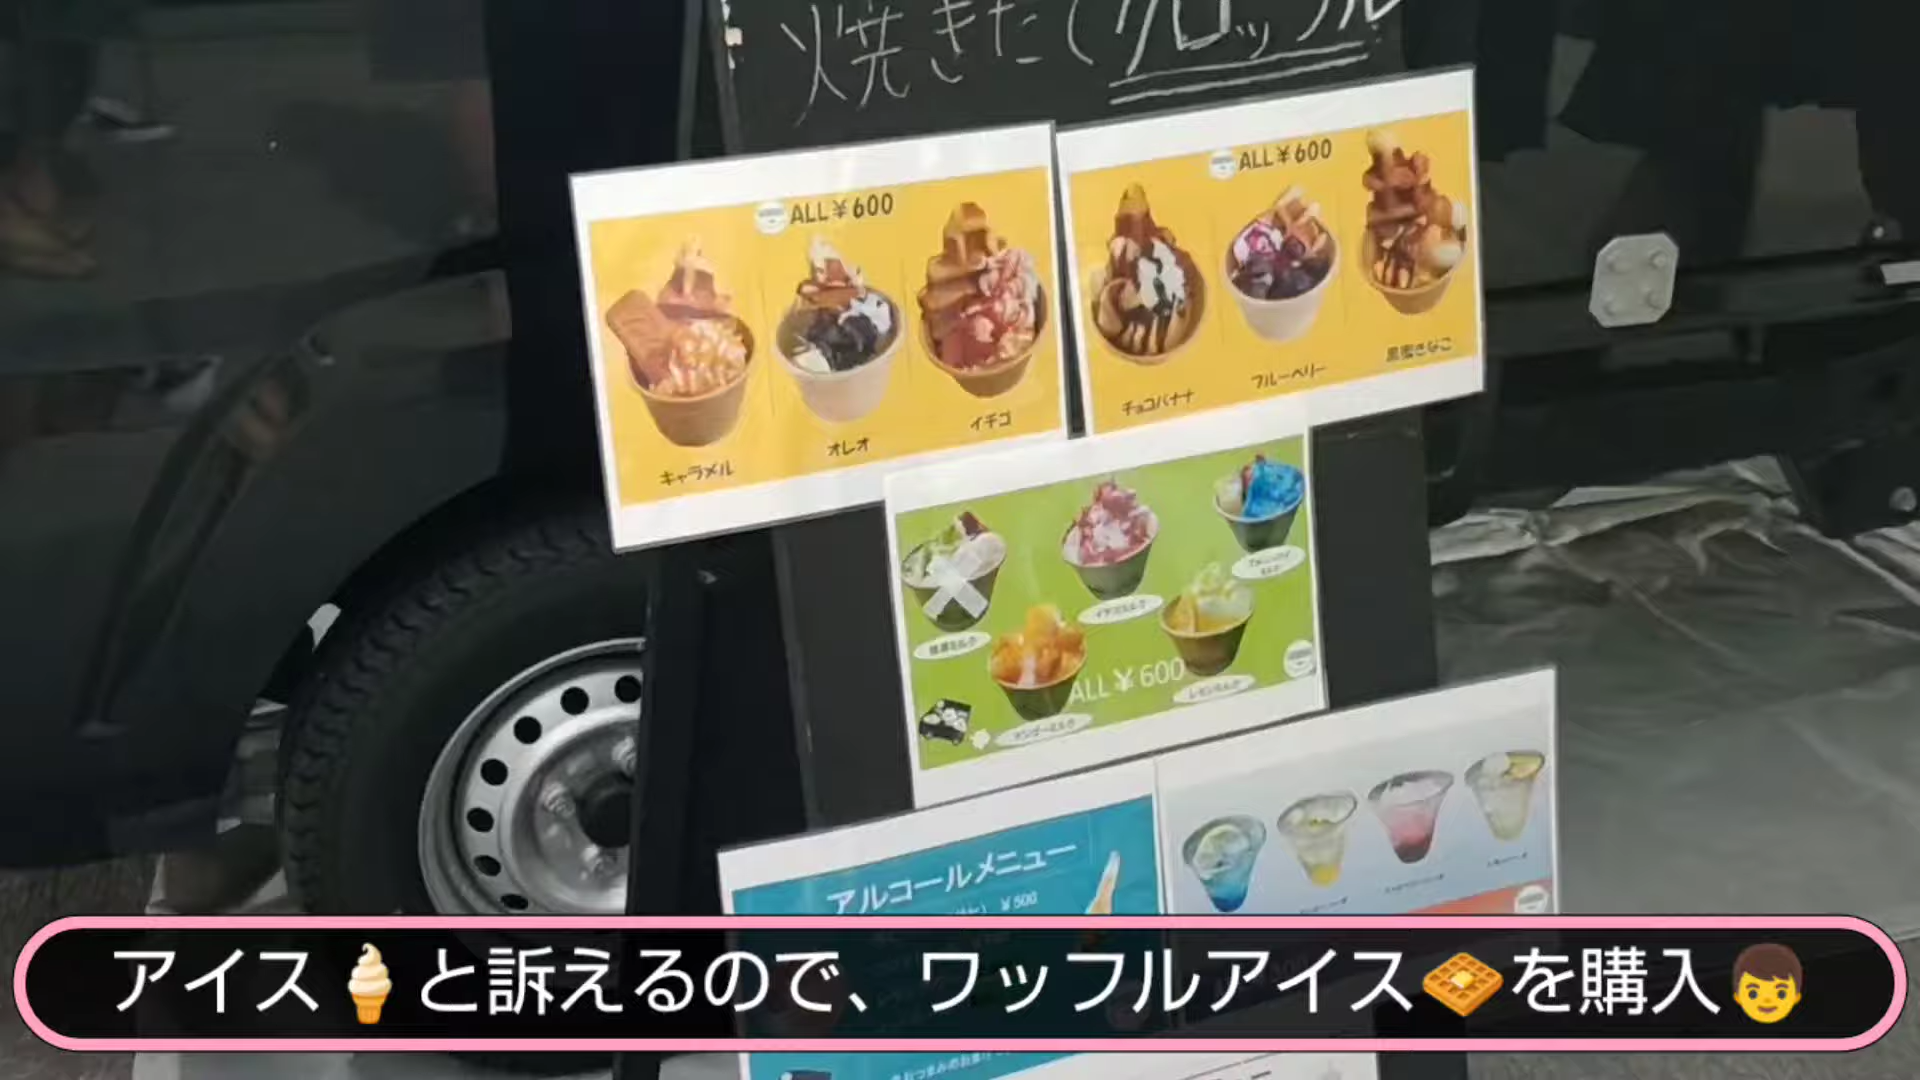 焼きたてクロッフル
ALL ¥600
キャラメル
オレオ
イチゴ
ALL ¥600
チョコバナナ
ブルーベリー
黒蜜きなこ
イチゴミルク
マンゴーミルク
レモンミルク
ALL ¥600
アルコールメニュー
¥500
アイス🍦と訴えるので、ワッフルアイス🧇を購入👦